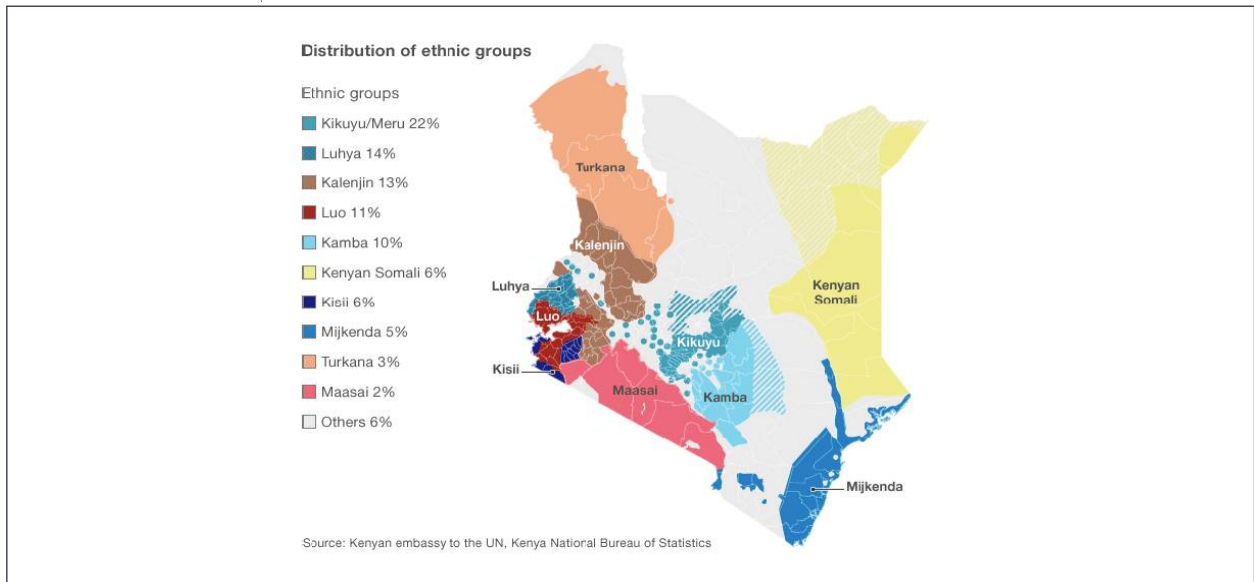 Distribution of ethnic groups
Ethnic groups
Kikuyu/Meru 22%
Luhya 14%
Kalenjin 13%
Luo 11%
Kamba 10%
Kenyan Somali 6%
Kisii 6%
Mijkenda 5%
Turkana 3%
Maasai 2%
Others 6%
Turkana
Kalenjin
Luhya
Luo
Kisii
Kikuyu
Maasai
Kamba
Kenyan
Somali
Mijkenda
Source: Kenyan embassy to the UN, Kenya National Bureau of Statistics